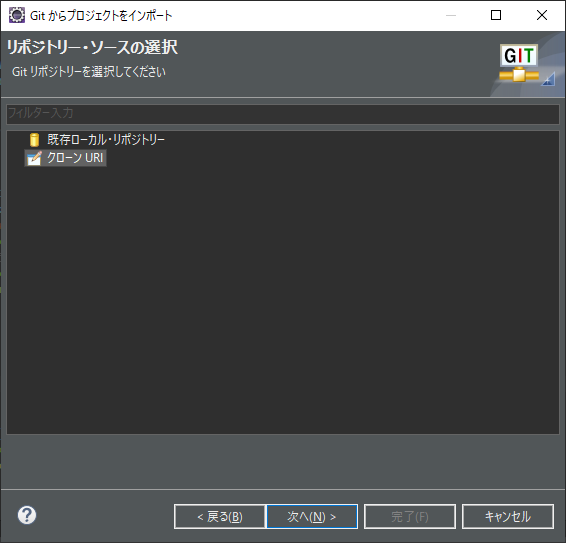 Git からプロジェクトをインポート
リポジトリー・ソースの選択
Git リポジトリーを選択してください
GIT
フィルター入力
既存ローカル・リポジトリー
クローン URI
< 戻る(B)
次へ(N) >
完了(F)
キャンセル